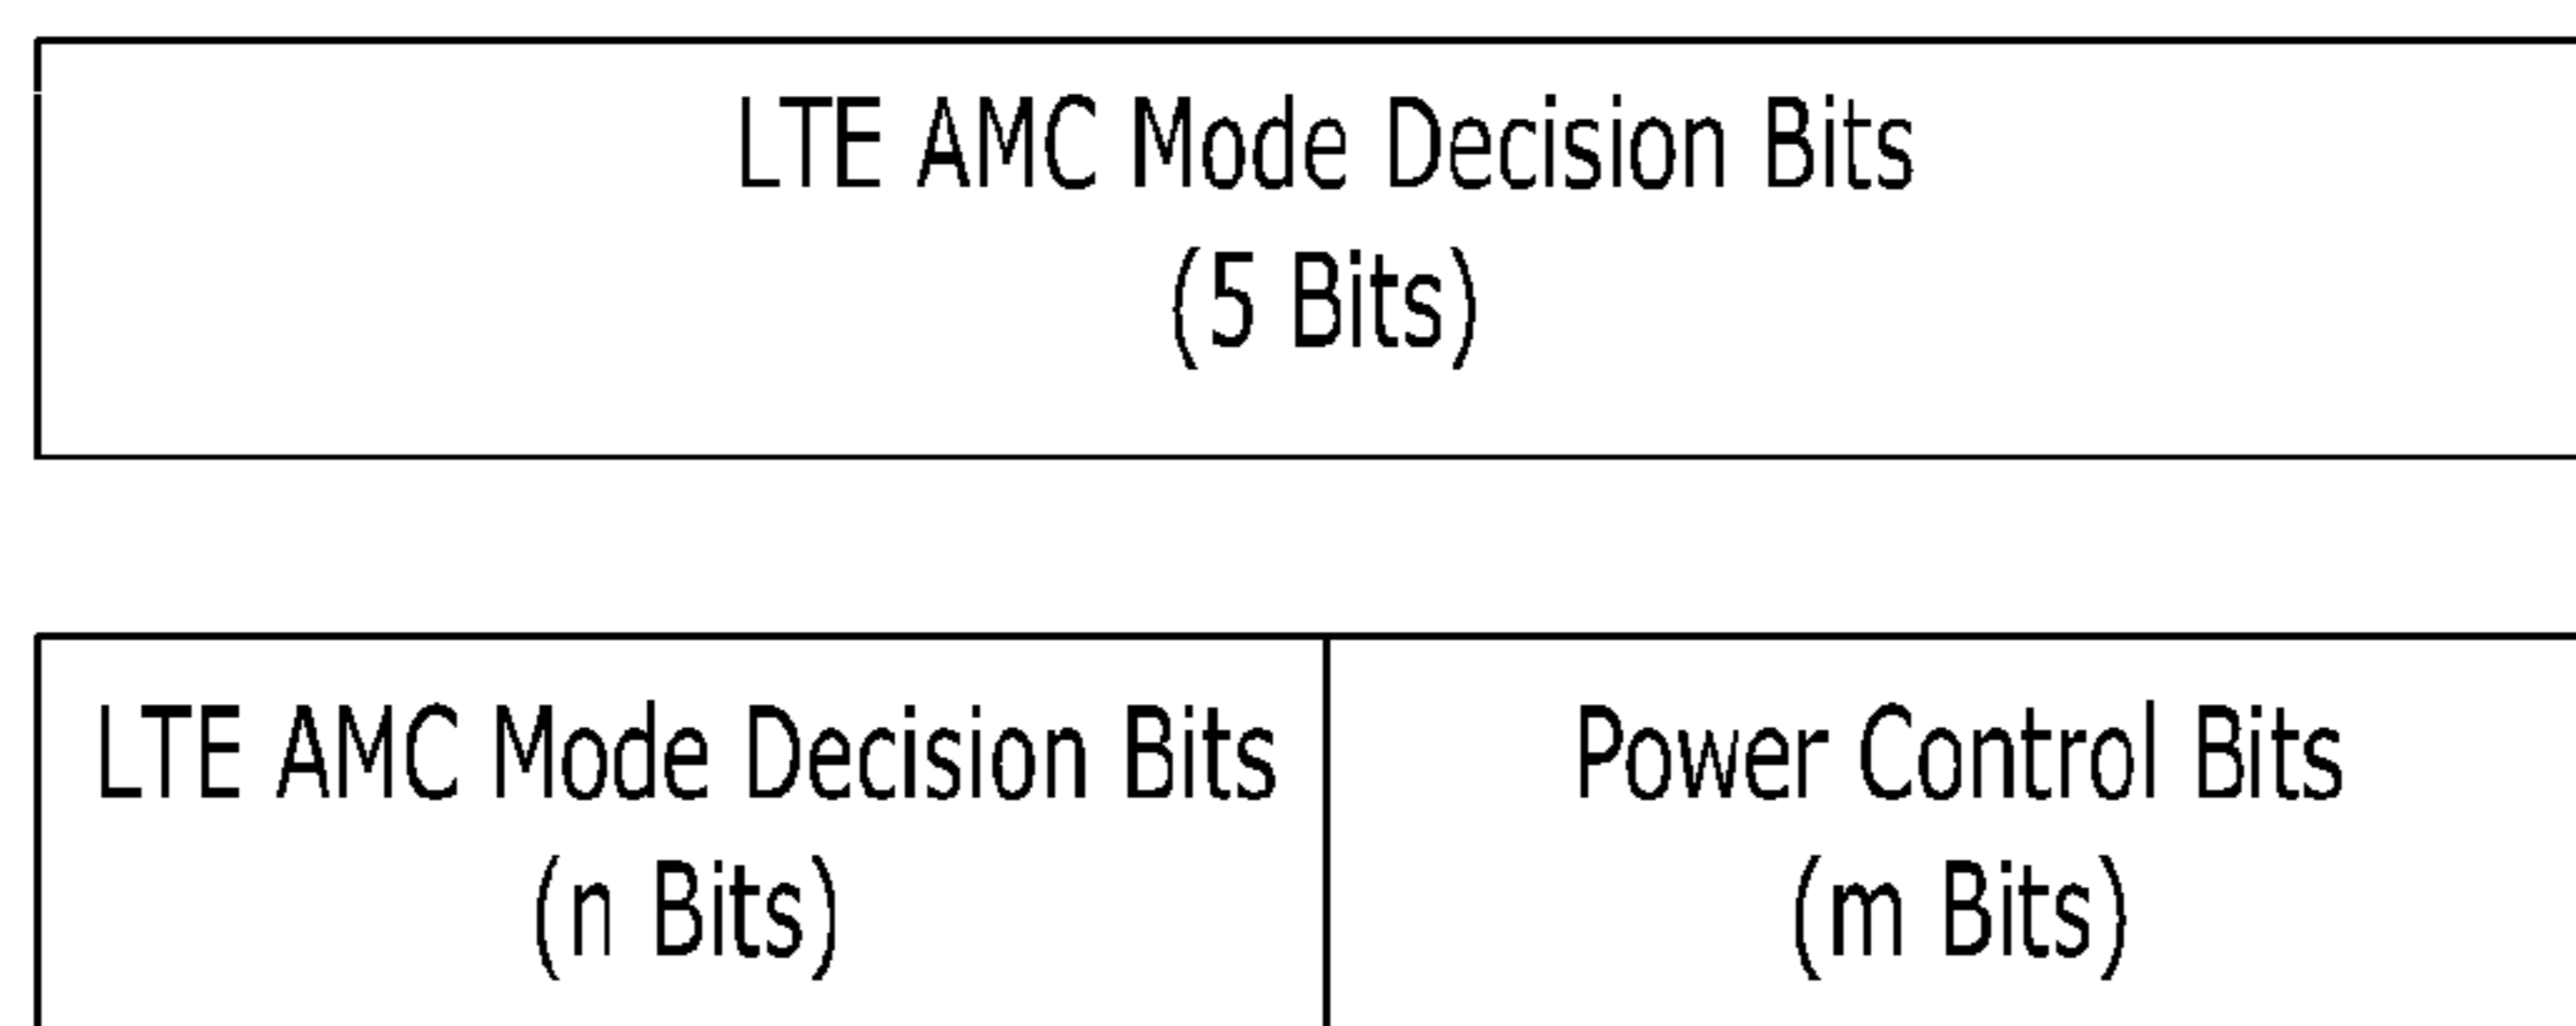 LTE AMC Mode Decision Bits
(5 Bits)
LTE AMC Mode Decision Bits
(n Bits)
Power Control Bits
(m Bits)